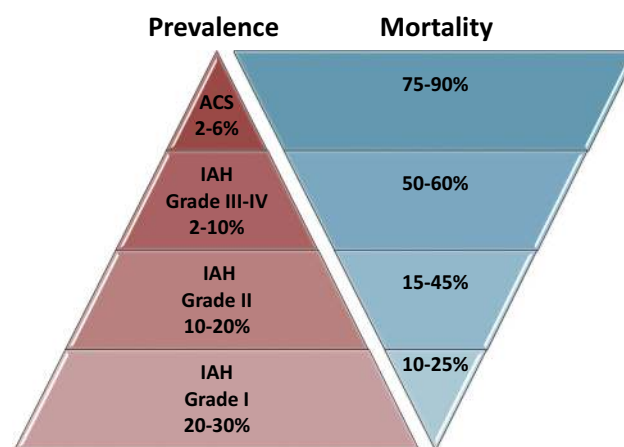 Prevalence Mortality
ACS
2-6%
75-90%
IAH
Grade III-IV
2-10%
50-60%
IAH
Grade II
10-20%
15-45%
IAH
Grade I
20-30%
10-25%